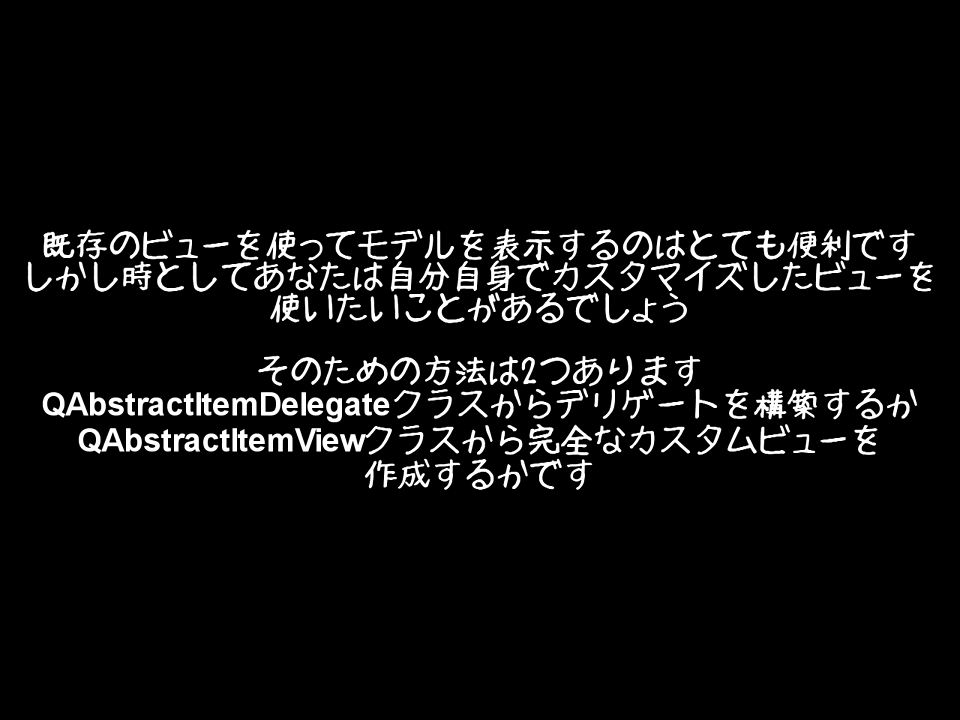 既存のビューを使ってモデルを表示するのはとても便利です
しかし時としてあなたは自分自身でカスタマイズしたビューを
使いたいことがあるでしょう
そのための方法は2つあります
QAbstractItemDelegateクラスからデリゲートを構築するか
QAbstractItemViewクラスから完全なカスタムビューを
作成するかです